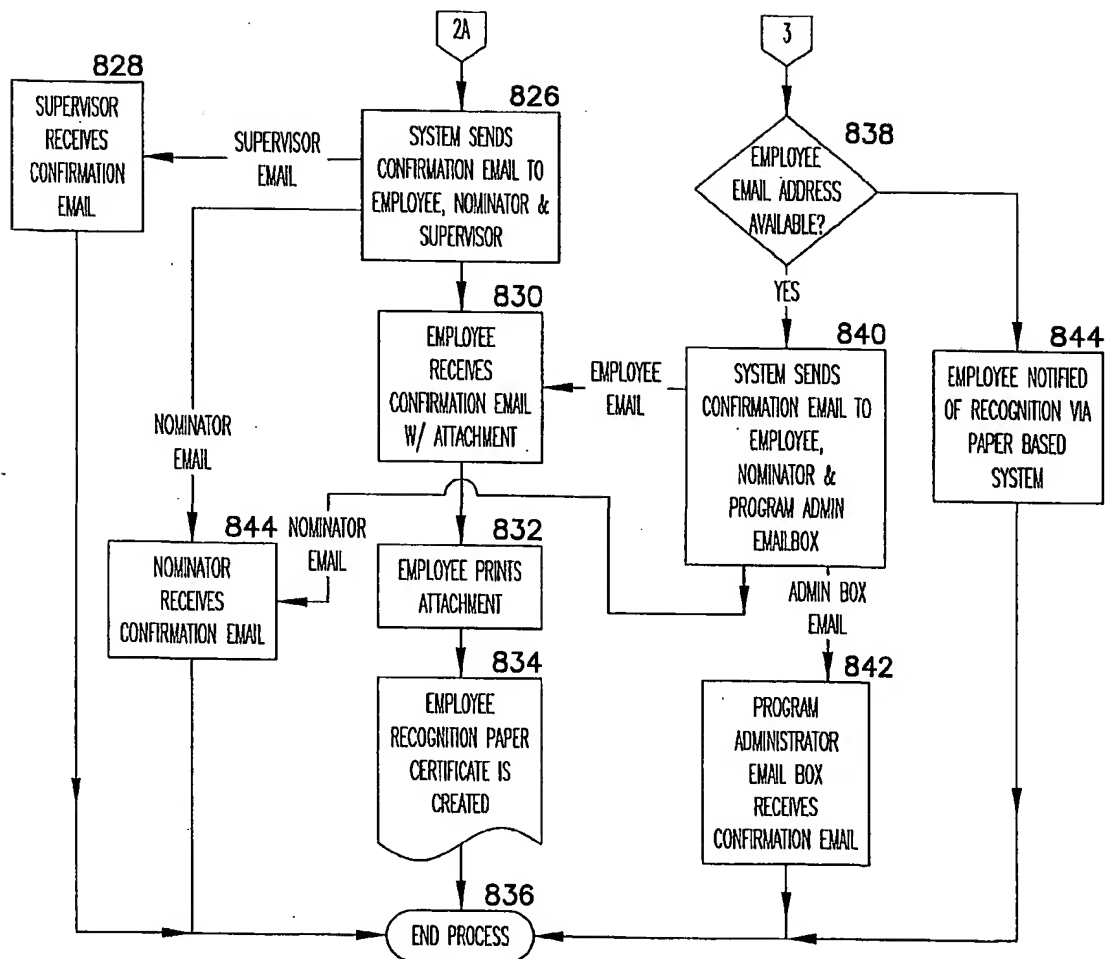 2A
3
828
SUPERVISOR
RECEIVES
CONFIRMATION
EMAIL
SUPERVISOR
EMAIL
826
SYSTEM SENDS
CONFIRMATION EMAIL TO
EMPLOYEE, NOMINATOR &
SUPERVISOR
838
EMPLOYEE
EMAIL ADDRESS
AVAILABLE?
YES
830
EMPLOYEE
RECEIVES
CONFIRMATION EMAIL
W/ ATTACHMENT
EMPLOYEE
EMAIL
840
SYSTEM SENDS
CONFIRMATION EMAIL TO
EMPLOYEE,
NOMINATOR &
PROGRAM ADMIN
EMAILBOX
844
EMPLOYEE NOTIFIED
OF RECOGNITION VIA
PAPER BASED
SYSTEM
NOMINATOR
EMAIL
844
NOMINATOR
RECEIVES
CONFIRMATION EMAIL
NOMINATOR
EMAIL
832
EMPLOYEE PRINTS
ATTACHMENT
ADMIN BOX
EMAIL
834
EMPLOYEE
RECOGNITION PAPER
CERTIFICATE IS
CREATED
842
PROGRAM
ADMINISTRATOR
EMAIL BOX
RECEIVES
CONFIRMATION EMAIL
836
END PROCESS